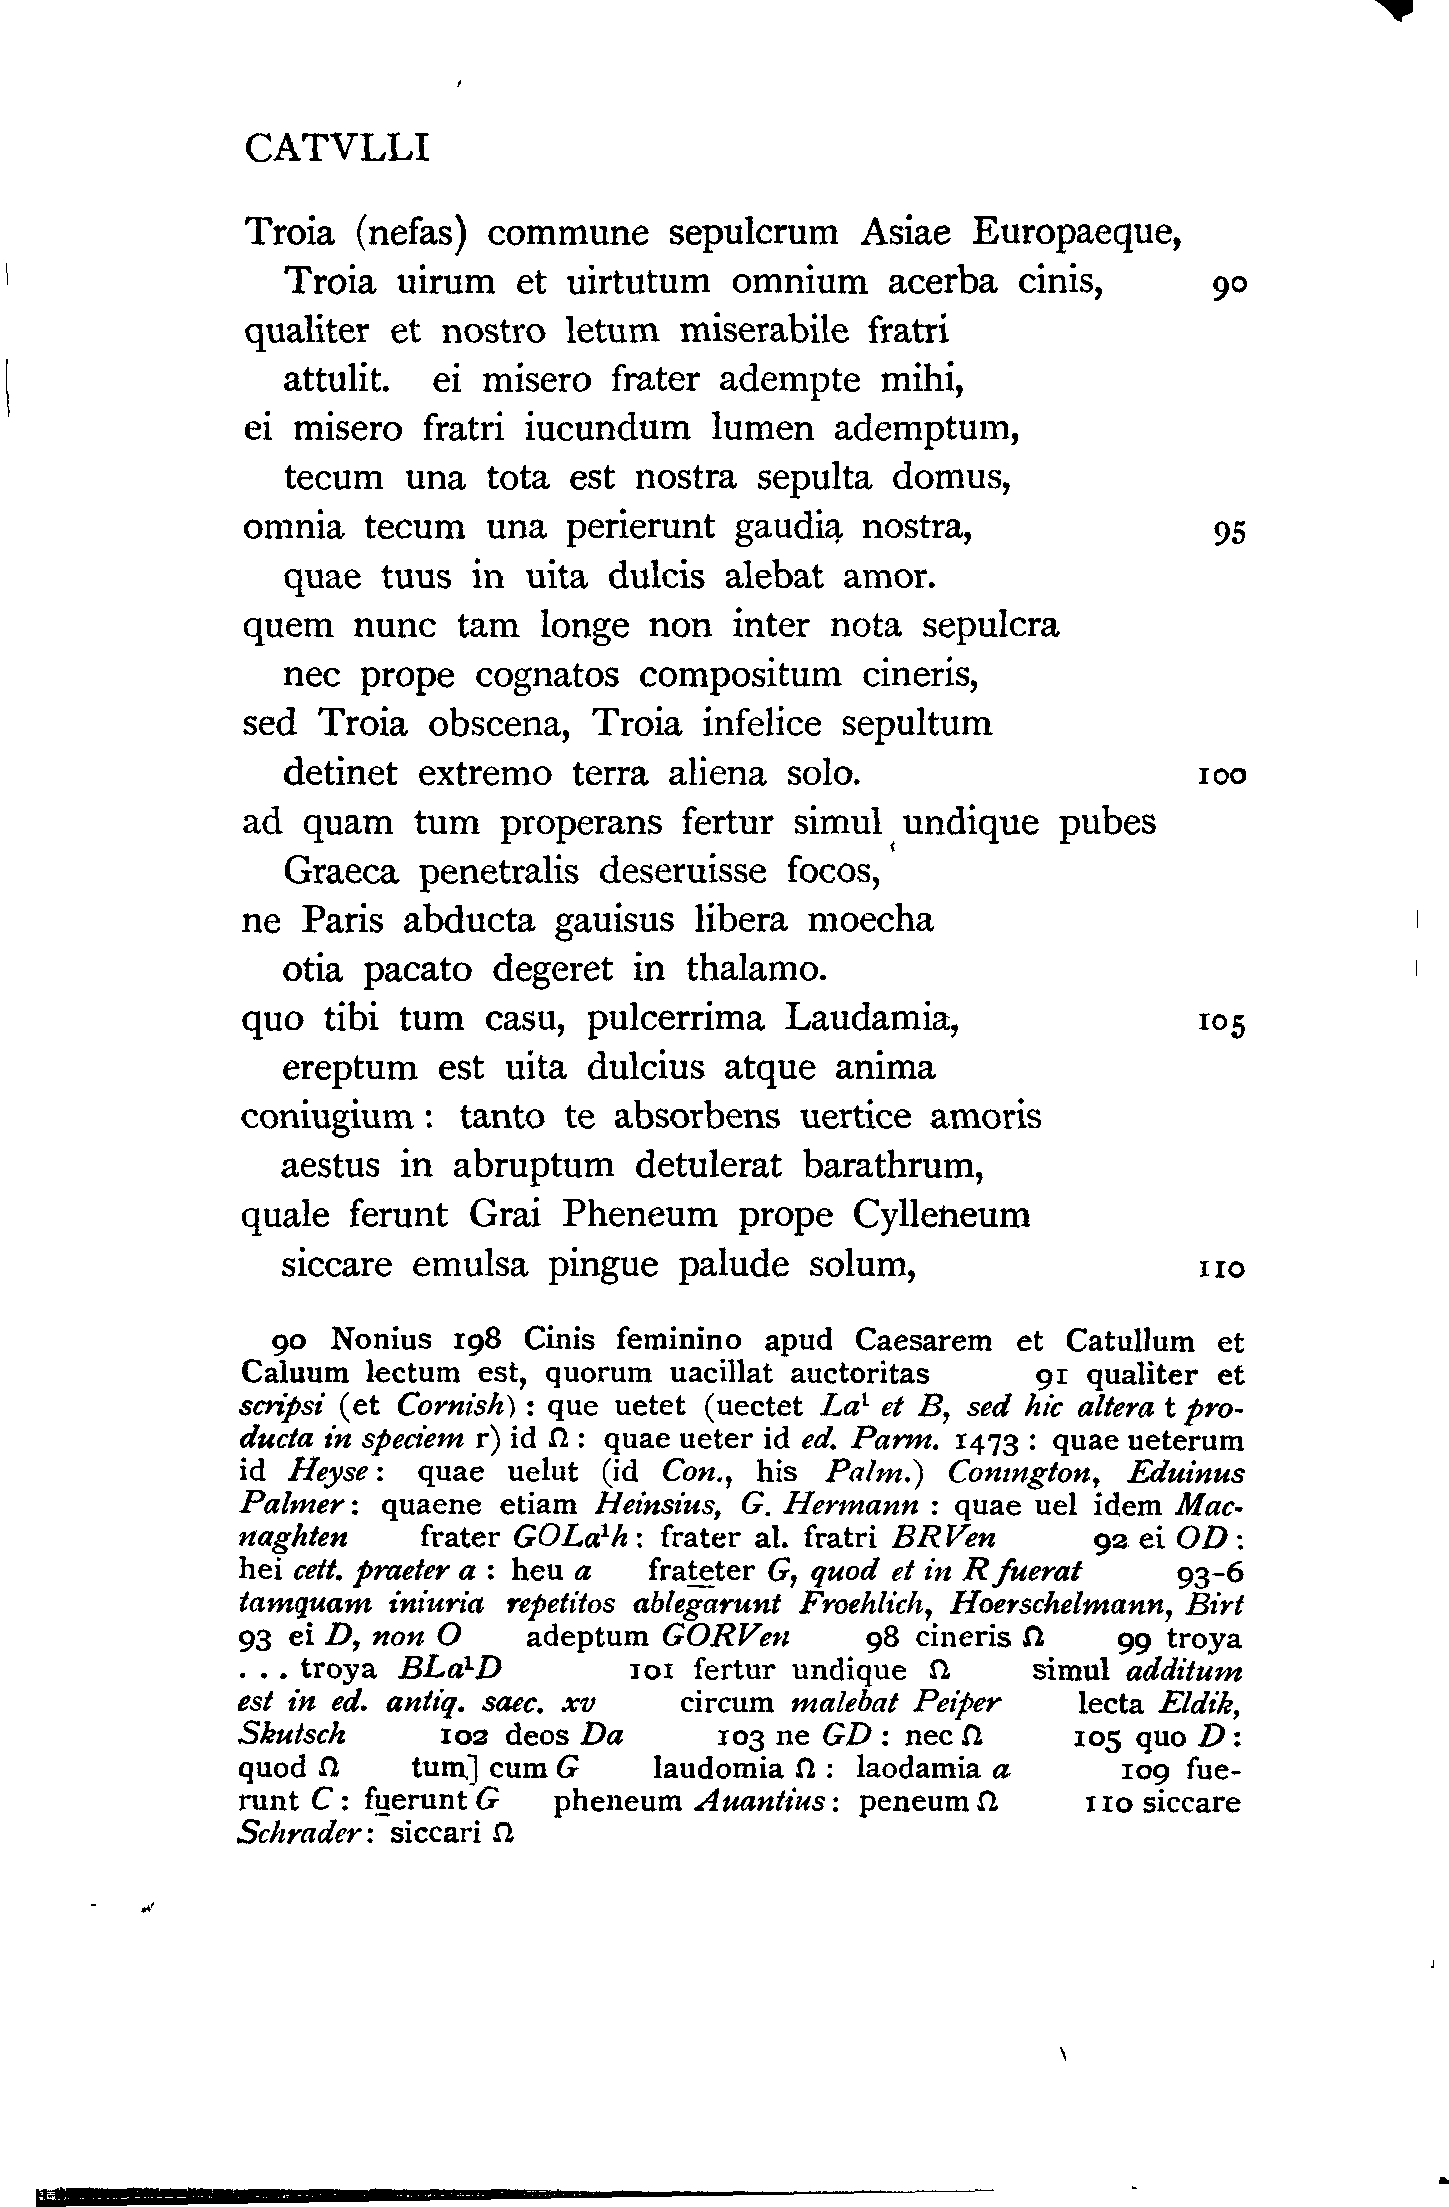 CATVLLI
Troia (nefas) commune sepulcrum Asiae Europaeque,
Troia uirum et uirtutum omnium acerba cinis, 90
qualiter et nostro letum miserabile fratri
attulit. ei misero frater adempte mihi,
ei misero fratri iucundum lumen ademptum,
tecum una tota est nostra sepulta domus,
omnia tecum una perierunt gaudia nostra, 95
quae tuus in uita dulcis alebat amor.
quem nunc tam longe non inter nota sepulcra
nec prope cognatos compositum cineris,
sed Troia obscena, Troia infelice sepultum
detinet extremo terra aliena solo. 100
ad quam tum properans fertur simul undique pubes
Graeca penetralis deseruisse focos,
ne Paris abducta gauisus libera moecha
otia pacato degeret in thalamo.
quo tibi tum casu, pulcerrima Laudamia, 105
ereptum est uita dulcius atque anima
coniugium: tanto te absorbens uertice amoris
aestus in abruptum detulerat barathrum,
quale ferunt Grai Pheneum prope Cylleneum
siccare emulsa pingue palude solum, 110
90 Nonius 198 Cinis feminino apud Caesarem et Catullum et
Caluum lectum est, quorum uacillat auctoritas 91 qualiter et
scripsi (et Cornish) : que uetet (uectet La¹ et B, sed hic altera t pro-
ducta in speciem r) id Ω : quae ueter id ed. Parm. 1473 : quae ueterum
id Heyse: quae uelut (id Con., his Palm.) Conington, Eduinus
Palmer: quaene etiam Heinsius, G. Hermann : quae uel idem Mac-
naghten frater GOLa¹h: frater al. fratri BRVen 92 ei OD:
hei cett. praeter a : heu a frateter G, quod et in R fuerat 93-6
tamquam iniuria repetitos ablegarunt Froehlich, Hoerschelmann, Birt
93 ei D, non O adeptum GORVen 98 cineris Ω 99 troya
. . . troya BLa¹D 101 fertur undique Ω simul additum
est in ed. antiq. saec. xv circum malebat Peiper lecta Eldik,
Skutsch 102 deos Da 103 ne GD : nec Ω 105 quo D:
quod Ω tum] cum G laudomia Ω : laodamia a 109 fue-
runt C : fuerunt G pheneum Auantius: peneum Ω 110 siccare
Schrader: siccari Ω